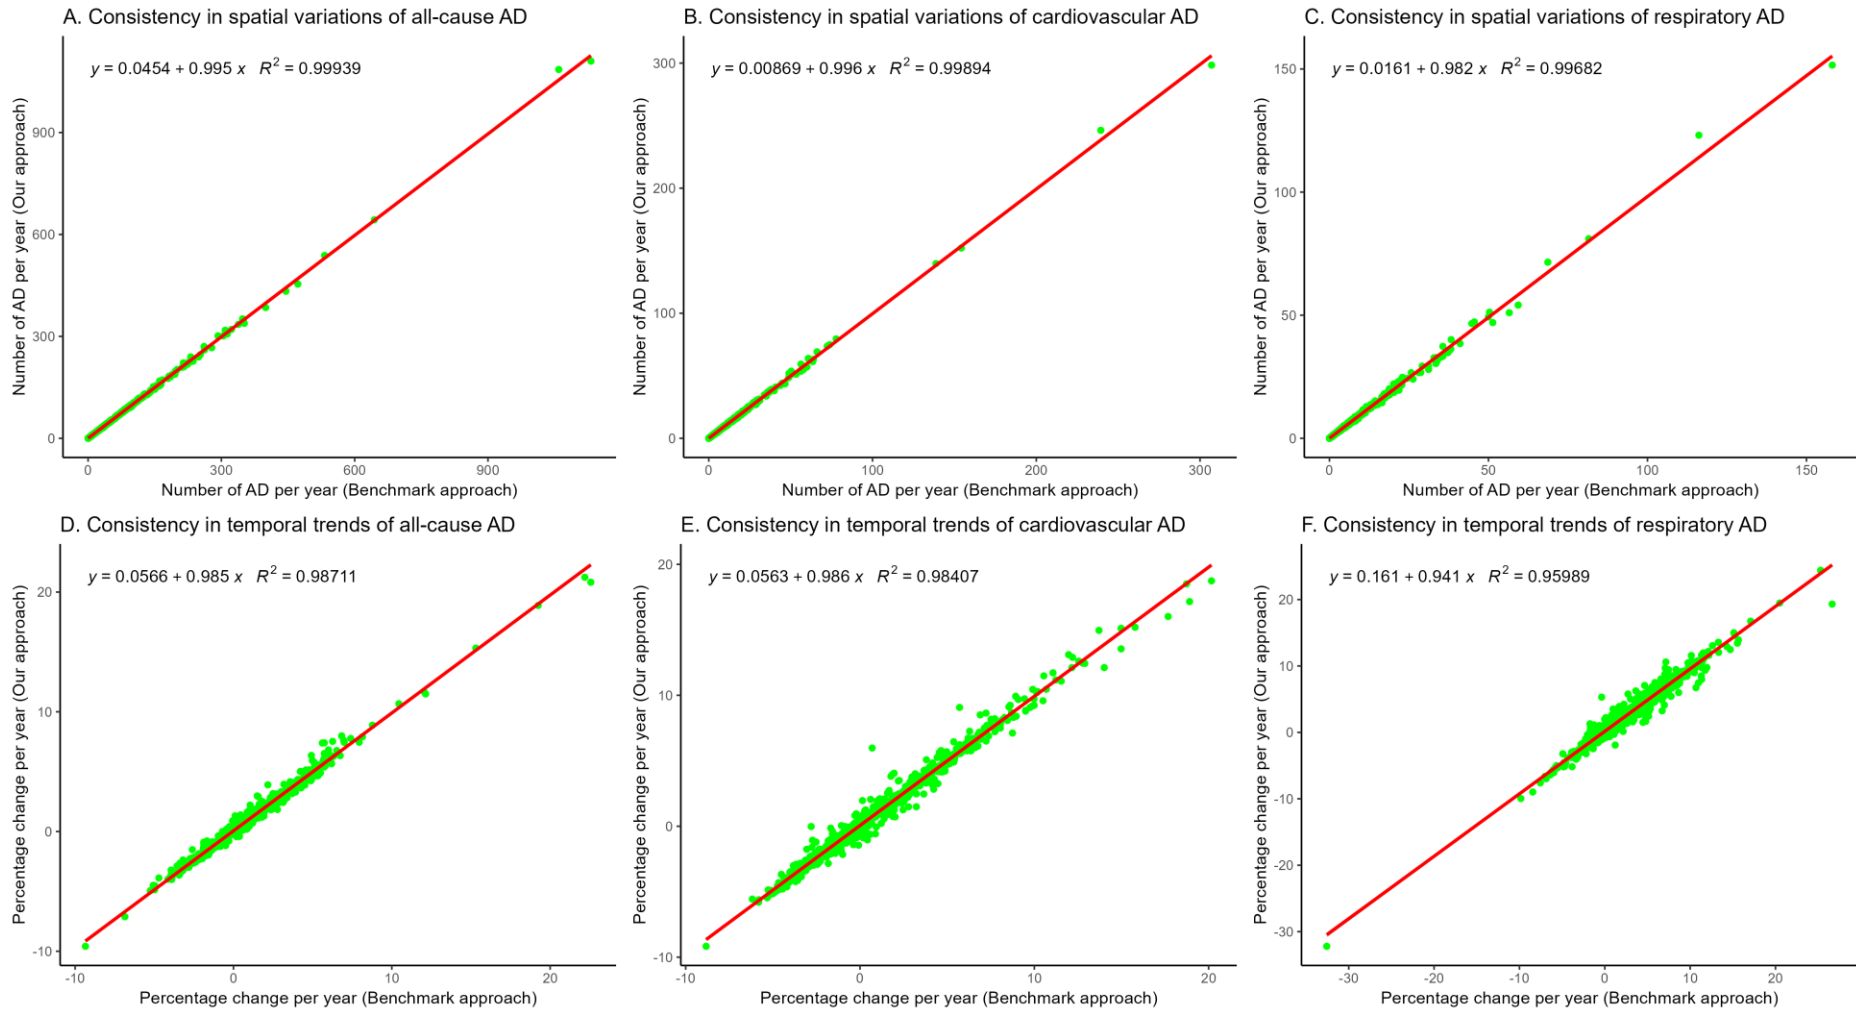 A. Consistency in spatial variations of all-cause AD
y = 0.0454 + 0.995 x R² = 0.99939
Number of AD per year (Our approach)
900
600
300
0
0 300 600 900
Number of AD per year (Benchmark approach)
B. Consistency in spatial variations of cardiovascular AD
y = 0.00869 + 0.996 x R² = 0.99894
Number of AD per year (Our approach)
300
200
100
0
0 100 200 300
Number of AD per year (Benchmark approach)
C. Consistency in spatial variations of respiratory AD
y = 0.0161 + 0.982 x R² = 0.99682
Number of AD per year (Our approach)
150
100
50
0
0 50 100 150
Number of AD per year (Benchmark approach)
D. Consistency in temporal trends of all-cause AD
y = 0.0566 + 0.985 x R² = 0.98711
Percentage change per year (Our approach)
20
10
0
-10
-10 0 10 20
Percentage change per year (Benchmark approach)
E. Consistency in temporal trends of cardiovascular AD
y = 0.0563 + 0.986 x R² = 0.98407
Percentage change per year (Our approach)
20
10
0
-10
-10 0 10 20
Percentage change per year (Benchmark approach)
F. Consistency in temporal trends of respiratory AD
y = 0.161 + 0.941 x R² = 0.95989
Percentage change per year (Our approach)
20
10
0
-10
-20
-30
-30 -20 -10 0 10 20
Percentage change per year (Benchmark approach)